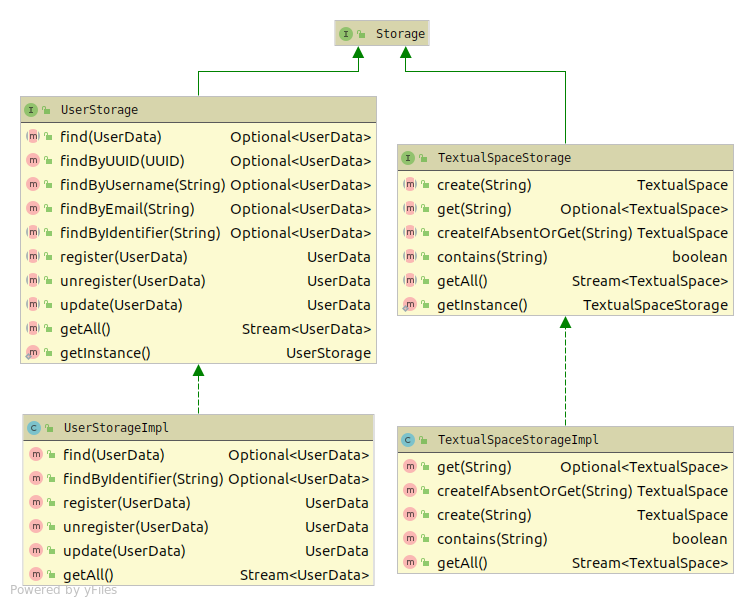 Storage
UserStorage
find(UserData) Optional<UserData>
findByUUID(UUID) Optional<UserData>
findByUsername(String) Optional<UserData>
findByEmail(String) Optional<UserData>
findByIdentifier(String) Optional<UserData>
register(UserData) UserData
unregister(UserData) UserData
update(UserData) UserData
getAll() Stream<UserData>
getInstance() UserStorage
TextualSpaceStorage
create(String) TextualSpace
get(String) Optional<TextualSpace>
createIfAbsentOrGet(String) TextualSpace
contains(String) boolean
getAll() Stream<TextualSpace>
getInstance() TextualSpaceStorage
UserStorageImpl
find(UserData) Optional<UserData>
findByIdentifier(String) Optional<UserData>
register(UserData) UserData
unregister(UserData) UserData
update(UserData) UserData
getAll() Stream<UserData>
TextualSpaceStorageImpl
get(String) Optional<TextualSpace>
createIfAbsentOrGet(String) TextualSpace
create(String) TextualSpace
contains(String) boolean
getAll() Stream<TextualSpace>
Powered by yFiles